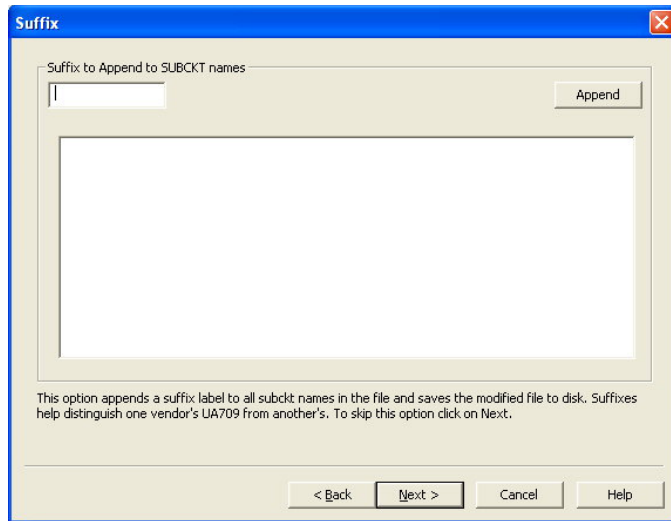 Suffix
Suffix to Append to SUBCKT names
Append
This option appends a suffix label to all subckt names in the file and saves the modified file to disk. Suffixes
help distinguish one vendor's UA709 from another's. To skip this option click on Next.
< Back
Next >
Cancel
Help